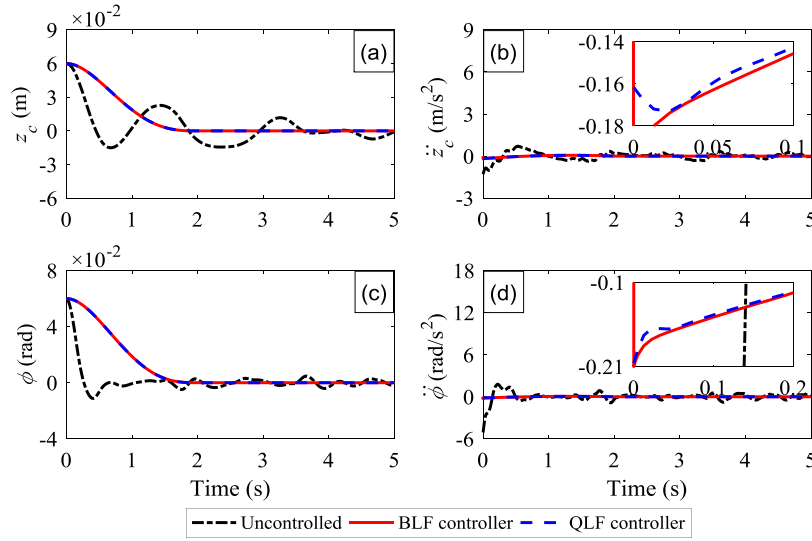 ×10⁻²
9
6
3
0
-3
-6
0 1 2 3 4 5
z_c (m)
(a)
9
6
3
0
-3
0 1 2 3 4 5
z̈_c (m/s²)
(b)
-0.14
-0.16
-0.18
0 0.05 0.1
×10⁻²
8
4
0
-4
0 1 2 3 4 5
ϕ (rad)
Time (s)
(c)
18
12
6
0
-6
0 1 2 3 4 5
ϕ̈ (rad/s²)
Time (s)
(d)
-0.1
-0.21
0 0.1 0.2
Uncontrolled BLF controller QLF controller